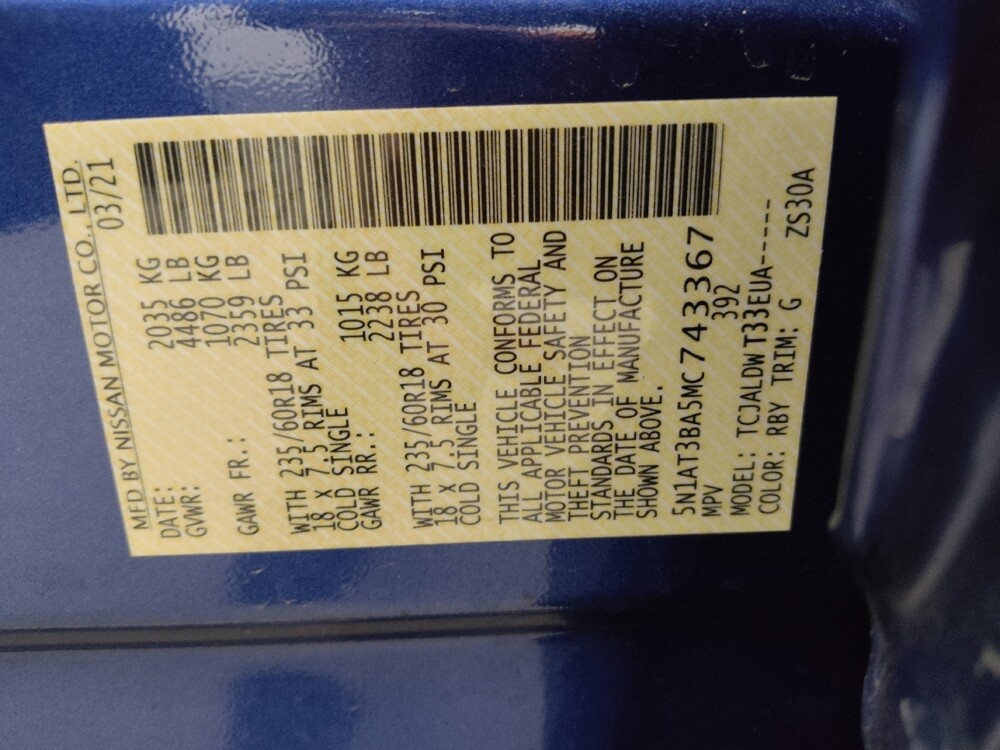 MFD BY NISSAN MOTOR CO., LTD.
DATE: 03/21
GVWR: 2035 KG
4486 LB
GAWR FR.: 1070 KG
2359 LB
WITH 235/60R18 TIRES
18 x 7.5 RIMS AT 33 PSI
COLD SINGLE
GAWR RR.: 1015 KG
2238 LB
WITH 235/60R18 TIRES
18 x 7.5 RIMS AT 30 PSI
COLD SINGLE
THIS VEHICLE CONFORMS TO
ALL APPLICABLE FEDERAL
MOTOR VEHICLE SAFETY AND
THEFT PREVENTION
STANDARDS IN EFFECT ON
THE DATE OF MANUFACTURE
SHOWN ABOVE.
5N1AT3BA5MC743367
MPV 392
MODEL: TCJALDW T33EUA-----
COLOR: RBY TRIM: G ZS30A